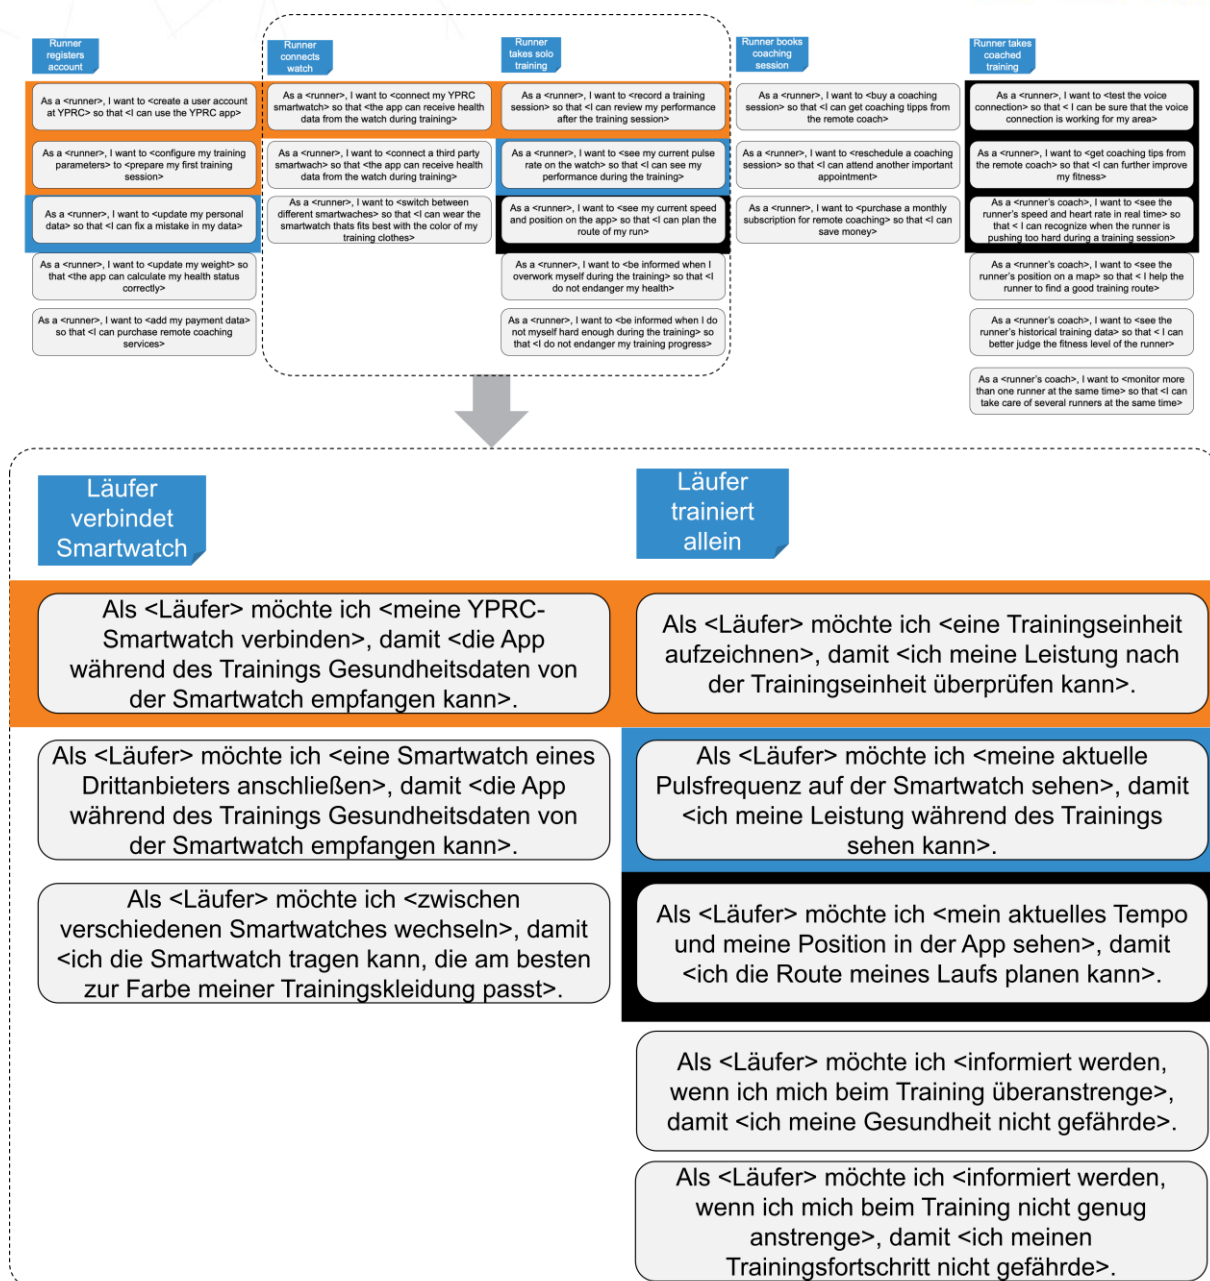 Runner
registers
account
As a <runner>, I want to <create a user account
at YPRC> so that <I can use the YPRC app>
As a <runner>, I want to <configure my training
parameters> to <prepare my first training
session>
As a <runner>, I want to <update my personal
data> so that <I can fix a mistake in my data>
As a <runner>, I want to <update my weight> so
that <the app can calculate my health status
correctly>
As a <runner>, I want to <add my payment data>
so that <I can purchase remote coaching
services>
Runner
connects
watch
As a <runner>, I want to <connect my YPRC
smartwatch> so that <the app can receive health
data from the watch during training>
As a <runner>, I want to <connect a third party
smartwach> so that <the app can receive health
data from the watch during training>
As a <runner>, I want to <switch between
different smartwaches> so that <I can wear the
smartwatch thats fits best with the color of my
training clothes>
Runner
takes solo
training
As a <runner>, I want to <record a training
session> so that <I can review my performance
after the training session>
As a <runner>, I want to <see my current pulse
rate on the watch> so that <I can see my
performance during the training>
As a <runner>, I want to <see my current speed
and position on the app> so that <I can plan the
route of my run>
As a <runner>, I want to <be informed when I
overwork myself during the training> so that <I
do not endanger my health>
As a <runner>, I want to <be informed when I do
not myself hard enough during the training> so
that <I do not endanger my training progress>
Runner books
coaching
session
As a <runner>, I want to <buy a coaching
session> so that <I can get coaching tipps from
the remote coach>
As a <runner>, I want to <reschedule a coaching
session> so that <I can attend another important
appointment>
As a <runner>, I want to <purchase a monthly
subscription for remote coaching> so that <I can
save money>
Runner takes
coached
training
As a <runner>, I want to <test the voice
connection> so that < I can be sure that the voice
connection is working for my area>
As a <runner>, I want to <get coaching tips from
the remote coach> so that <I can further improve
my fitness>
As a <runner's coach>, I want to <see the
runner's speed and heart rate in real time> so
that < I can recognize when the runner is
pushing too hard during a training session>
As a <runner's coach>, I want to <see the
runner's position on a map> so that < I help the
runner to find a good training route>
As a <runner's coach>, I want to <see the
runner's historical training data> so that < I can
better judge the fitness level of the runner>
As a <runner's coach>, I want to <monitor more
than one runner at the same time> so that <I can
take care of several runners at the same time>
Läufer
verbindet
Smartwatch
Als <Läufer> möchte ich <meine YPRC-
Smartwatch verbinden>, damit <die App
während des Trainings Gesundheitsdaten von
der Smartwatch empfangen kann>.
Als <Läufer> möchte ich <eine Smartwatch eines
Drittanbieters anschließen>, damit <die App
während des Trainings Gesundheitsdaten von
der Smartwatch empfangen kann>.
Als <Läufer> möchte ich <zwischen
verschiedenen Smartwatches wechseln>, damit
<ich die Smartwatch tragen kann, die am besten
zur Farbe meiner Trainingskleidung passt>.
Läufer
trainiert
allein
Als <Läufer> möchte ich <eine Trainingseinheit
aufzeichnen>, damit <ich meine Leistung nach
der Trainingseinheit überprüfen kann>.
Als <Läufer> möchte ich <meine aktuelle
Pulsfrequenz auf der Smartwatch sehen>, damit
<ich meine Leistung während des Trainings
sehen kann>.
Als <Läufer> möchte ich <mein aktuelles Tempo
und meine Position in der App sehen>, damit
<ich die Route meines Laufs planen kann>.
Als <Läufer> möchte ich <informiert werden,
wenn ich mich beim Training überanstrenge>,
damit <ich meine Gesundheit nicht gefährde>.
Als <Läufer> möchte ich <informiert werden,
wenn ich mich beim Training nicht genug
anstrenge>, damit <ich meinen
Trainingsfortschritt nicht gefährde>.